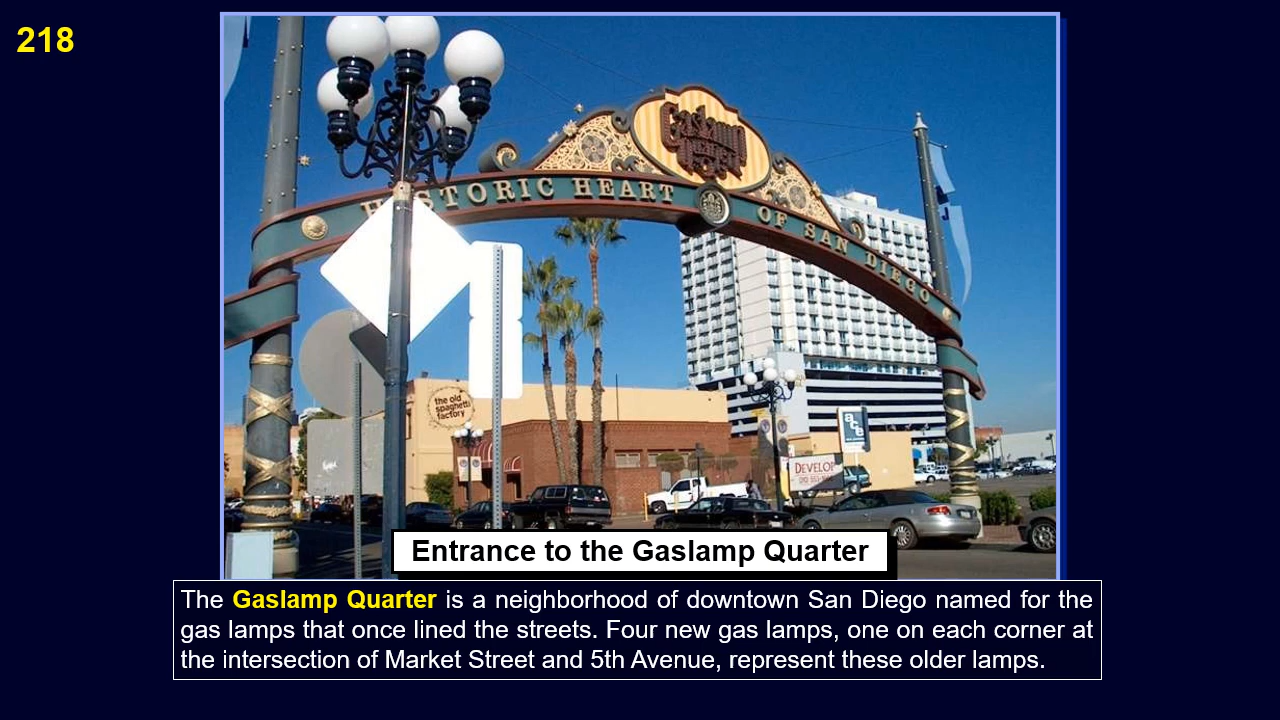 218
Gaslamp
Quarter
HISTORIC HEART OF SAN DIEGO
the old
spaghetti
factory
ace
DEVELOP
Entrance to the Gaslamp Quarter
The Gaslamp Quarter is a neighborhood of downtown San Diego named for the
gas lamps that once lined the streets. Four new gas lamps, one on each corner at
the intersection of Market Street and 5th Avenue, represent these older lamps.